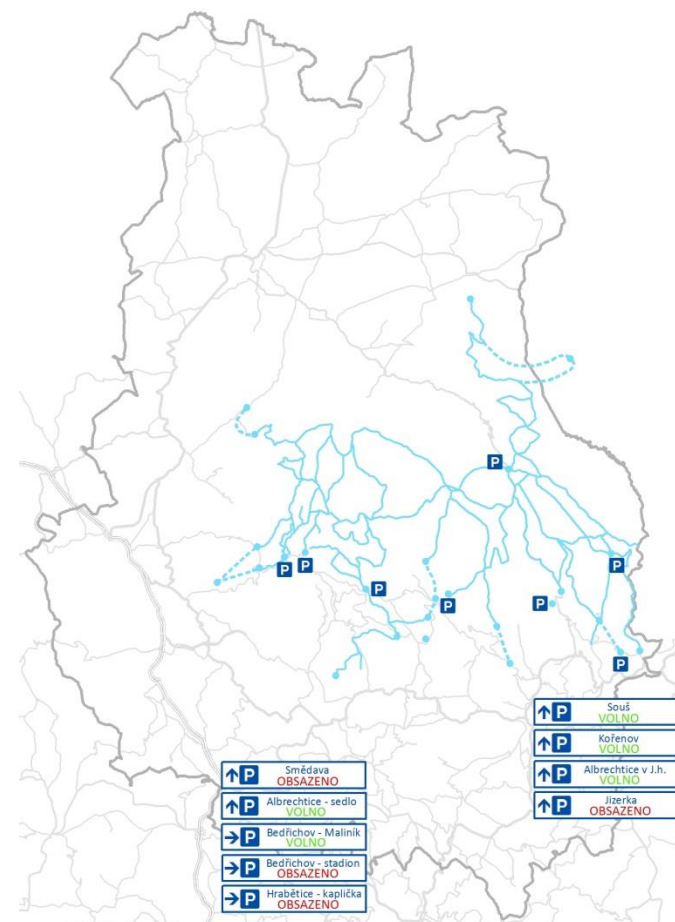 P
P
P
P
P
P
P
P
P Souš
VOLNO
P Kořenov
VOLNO
P Albrechtice v J.h.
VOLNO
P Jizerka
OBSAZENO
P Smědava
OBSAZENO
P Albrechtice - sedlo
VOLNO
P Bedřichov - Maliník
VOLNO
P Bedřichov - stadion
OBSAZENO
P Hrabětice - kaplička
OBSAZENO